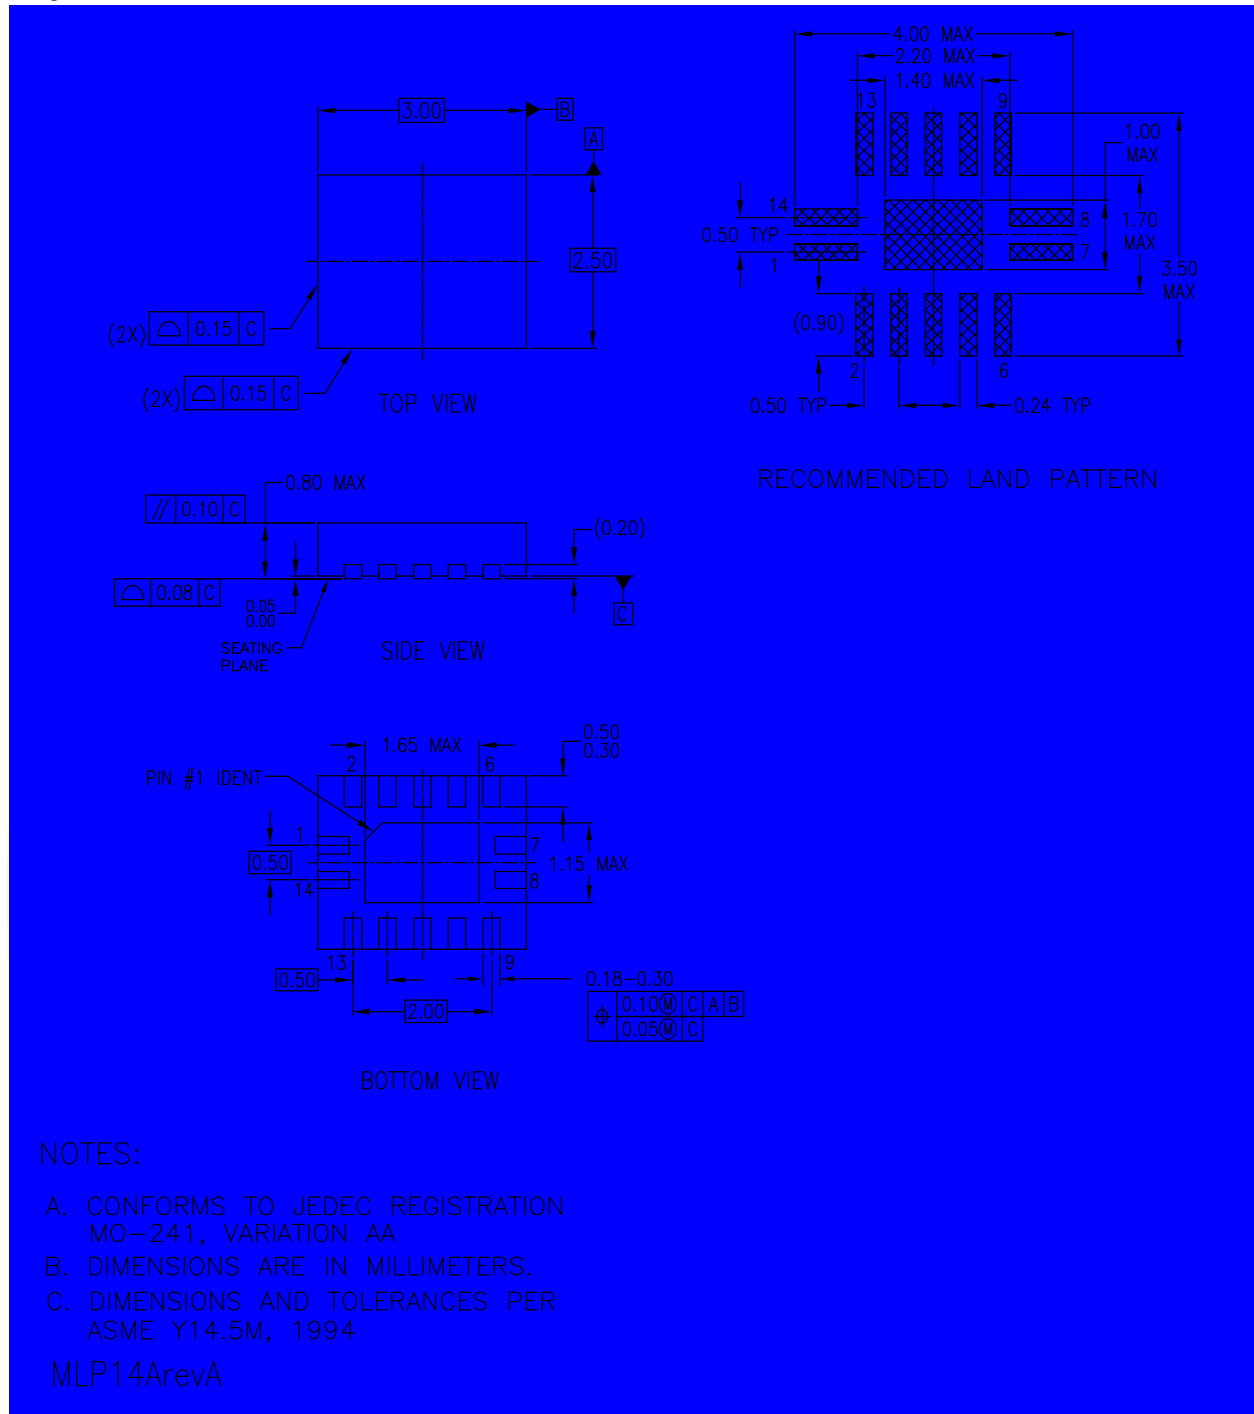 3.00
B
A
2.50
(2X) 0.15 C
(2X) 0.15 C
TOP VIEW
4.00 MAX
2.20 MAX
1.40 MAX
13
9
1.00
MAX
14
8
0.50 TYP
1.70
MAX
1
7
3.50
MAX
(0.90)
2
6
0.50 TYP
0.24 TYP
RECOMMENDED LAND PATTERN
0.80 MAX
// 0.10 C
(0.20)
0.08 C
0.05
0.00
C
SEATING
PLANE
SIDE VIEW
0.50
0.30
1.65 MAX
2
6
PIN #1 IDENT
1
7
0.50
1.15 MAX
14
8
13
9
0.50
0.18-0.30
2.00
⌖ 0.10Ⓜ C A B
0.05Ⓜ C
BOTTOM VIEW
NOTES:
A. CONFORMS TO JEDEC REGISTRATION
MO-241, VARIATION AA
B. DIMENSIONS ARE IN MILLIMETERS.
C. DIMENSIONS AND TOLERANCES PER
ASME Y14.5M, 1994
MLP14ArevA